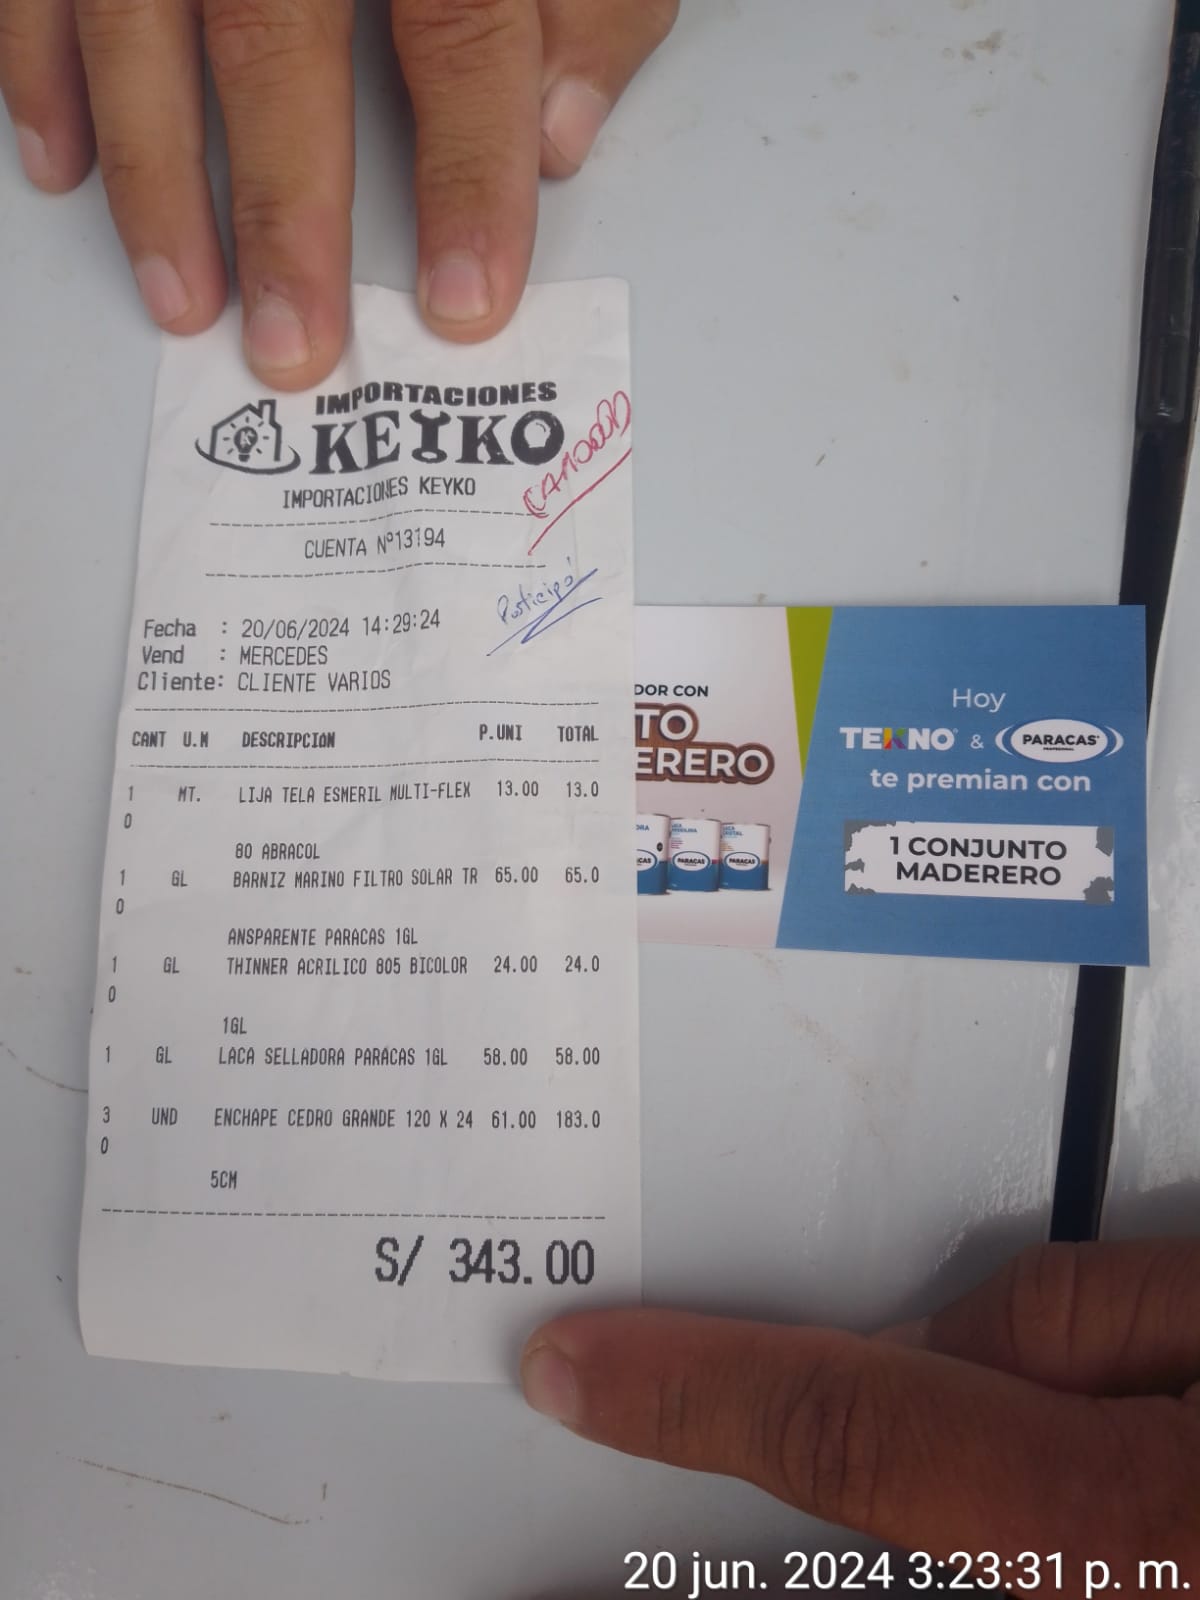 IMPORTACIONES
KEYKO
CANJEADO
IMPORTACIONES KEYKO
CUENTA Nº13194
Participó
Fecha : 20/06/2024 14:29:24
Vend : MERCEDES
Cliente: CLIENTE VARIOS
CANT U.M DESCRIPCION P.UNI TOTAL
1 MT. LIJA TELA ESMERIL MULTI-FLEX 13.00 13.0
0
80 ABRACOL
1 GL BARNIZ MARINO FILTRO SOLAR TR 65.00 65.0
0
ANSPARENTE PARACAS 1GL
1 GL THINNER ACRILICO 805 BICOLOR 24.00 24.0
0
1GL
1 GL LACA SELLADORA PARACAS 1GL 58.00 58.00
3 UND ENCHAPE CEDRO GRANDE 120 X 24 61.00 183.0
0
5CM
S/ 343.00
DOR CON
TO
ERERO
PARACAS
PARACAS
Hoy
TEKNO & PARACAS
PROFESIONAL
te premian con
1 CONJUNTO
MADERERO
20 jun. 2024 3:23:31 p. m.